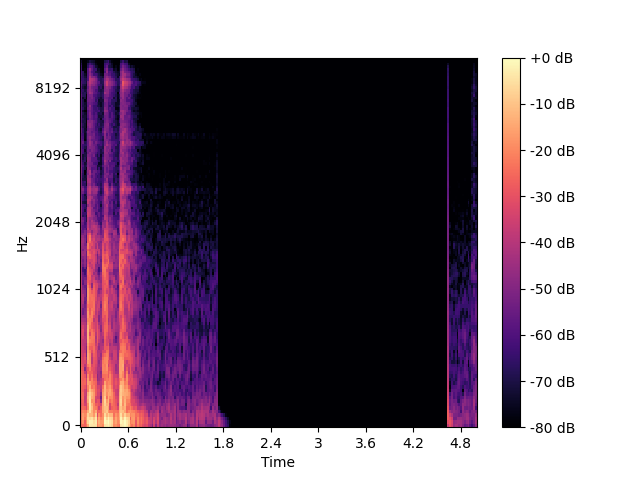 +0 dB
8192
-10 dB
4096
-20 dB
-30 dB
2048
Hz
-40 dB
1024
-50 dB
-60 dB
512
-70 dB
0
-80 dB
0 0.6 1.2 1.8 2.4 3 3.6 4.2 4.8
Time